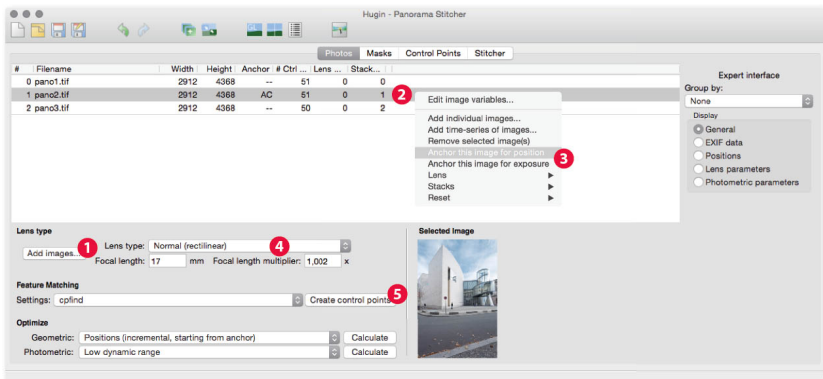 Hugin - Panorama Stitcher
Photos Masks Control Points Stitcher
# Filename Width Height Anchor # Ctrl ... Lens ... Stack...
0 pano1.tif 2912 4368 -- 51 0 0
1 pano2.tif 2912 4368 AC 51 0 1
2 pano3.tif 2912 4368 -- 50 0 2
2
Edit image variables...
Add individual images...
Add time-series of images...
Remove selected image(s)
Anchor this image for position
3
Anchor this image for exposure
Lens
Stacks
Reset
Expert interface
Group by:
None
Display
General
EXIF data
Positions
Lens parameters
Photometric parameters
Lens type
Add images...
1
Lens type: Normal (rectilinear)
4
Focal length: 17 mm Focal length multiplier: 1,002 x
Feature Matching
Settings: cpfind Create control points
5
Optimize
Geometric: Positions (incremental, starting from anchor) Calculate
Photometric: Low dynamic range Calculate
Selected Image